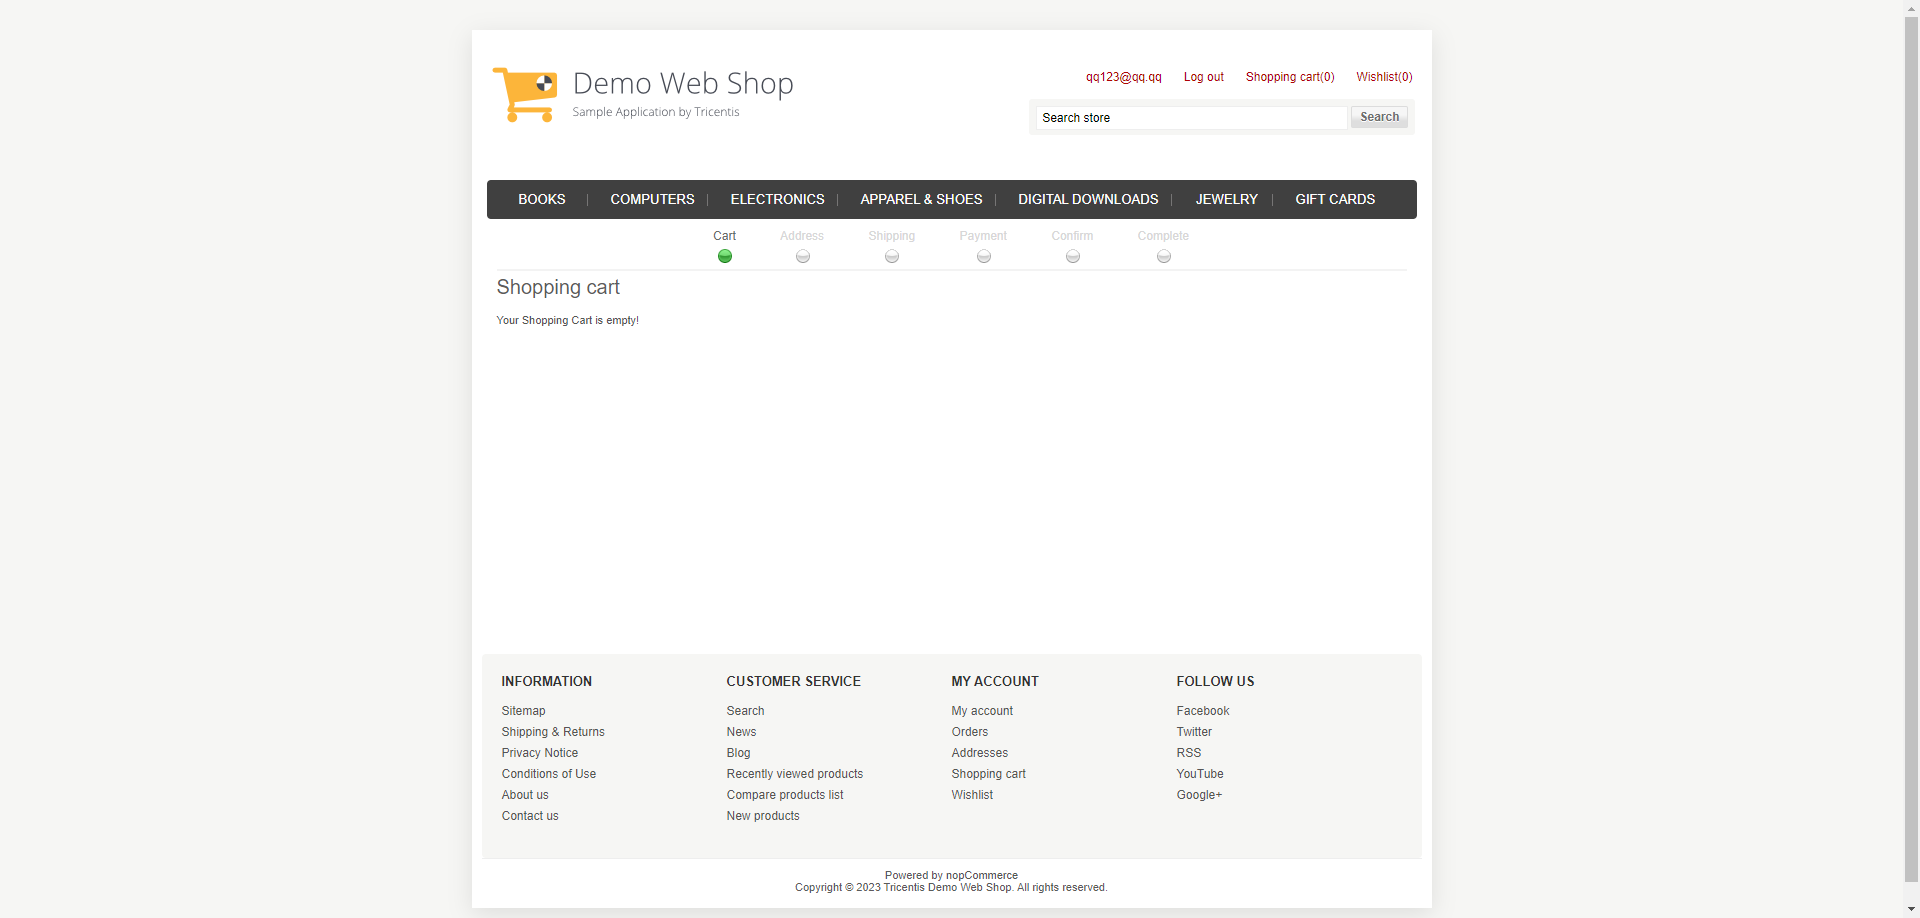 Demo Web Shop
Sample Application by Tricentis
qq123@qq.qq Log out Shopping cart(0) Wishlist(0)
Search store Search
BOOKS COMPUTERS ELECTRONICS APPAREL & SHOES DIGITAL DOWNLOADS JEWELRY GIFT CARDS
Cart Address Shipping Payment Confirm Complete
Shopping cart
Your Shopping Cart is empty!
INFORMATION
Sitemap
Shipping & Returns
Privacy Notice
Conditions of Use
About us
Contact us
CUSTOMER SERVICE
Search
News
Blog
Recently viewed products
Compare products list
New products
MY ACCOUNT
My account
Orders
Addresses
Shopping cart
Wishlist
FOLLOW US
Facebook
Twitter
RSS
YouTube
Google+
Powered by nopCommerce
Copyright © 2023 Tricentis Demo Web Shop. All rights reserved.